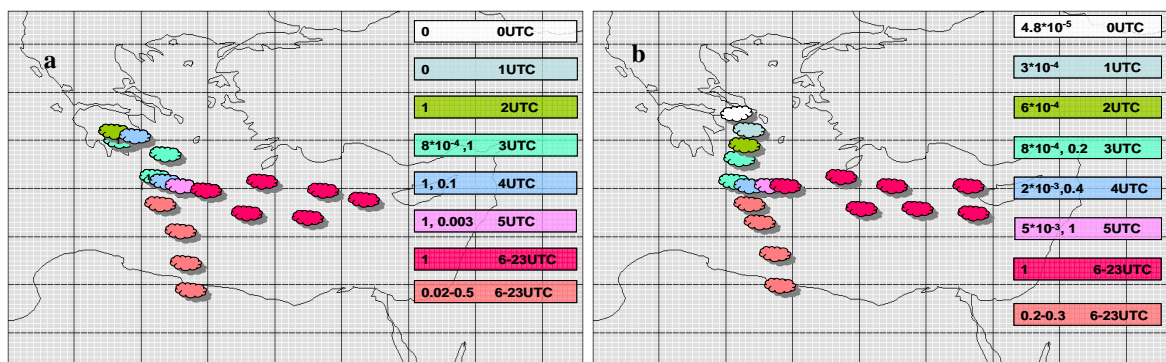 a
0 0UTC
0 1UTC
1 2UTC
8*10⁻⁴ ,1 3UTC
1, 0.1 4UTC
1, 0.003 5UTC
1 6-23UTC
0.02-0.5 6-23UTC
b
4.8*10⁻⁵ 0UTC
3*10⁻⁴ 1UTC
6*10⁻⁴ 2UTC
8*10⁻⁴, 0.2 3UTC
2*10⁻³,0.4 4UTC
5*10⁻³, 1 5UTC
1 6-23UTC
0.2-0.3 6-23UTC